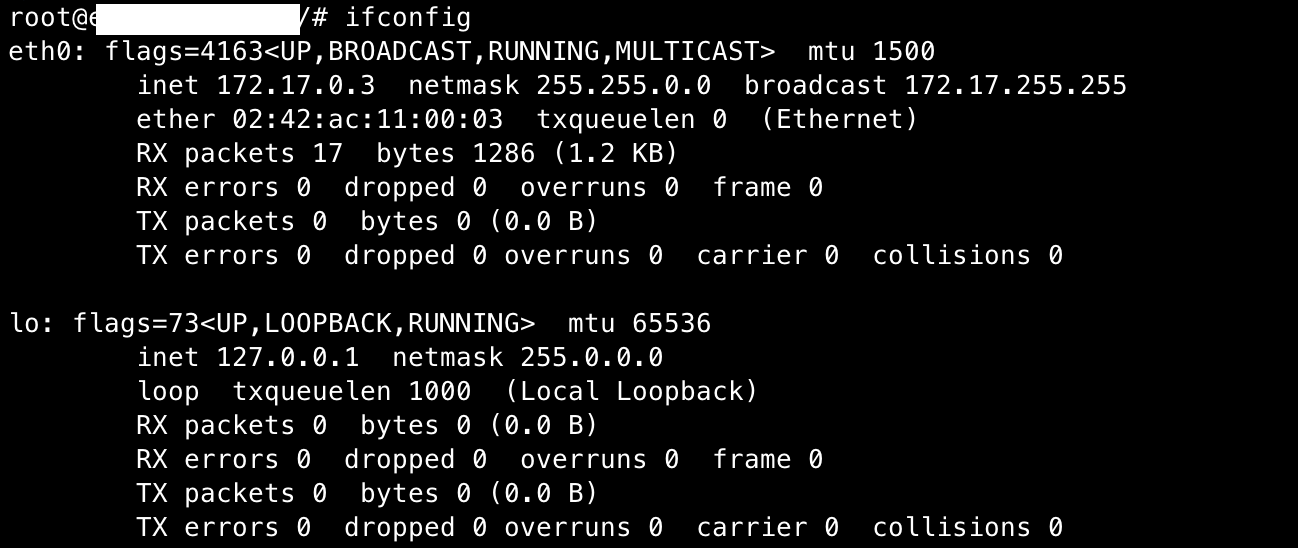 root@e /# ifconfig
eth0: flags=4163<UP,BROADCAST,RUNNING,MULTICAST>  mtu 1500
        inet 172.17.0.3  netmask 255.255.0.0  broadcast 172.17.255.255
        ether 02:42:ac:11:00:03  txqueuelen 0  (Ethernet)
        RX packets 17  bytes 1286 (1.2 KB)
        RX errors 0  dropped 0  overruns 0  frame 0
        TX packets 0  bytes 0 (0.0 B)
        TX errors 0  dropped 0 overruns 0  carrier 0  collisions 0

lo: flags=73<UP,LOOPBACK,RUNNING>  mtu 65536
        inet 127.0.0.1  netmask 255.0.0.0
        loop  txqueuelen 1000  (Local Loopback)
        RX packets 0  bytes 0 (0.0 B)
        RX errors 0  dropped 0  overruns 0  frame 0
        TX packets 0  bytes 0 (0.0 B)
        TX errors 0  dropped 0 overruns 0  carrier 0  collisions 0